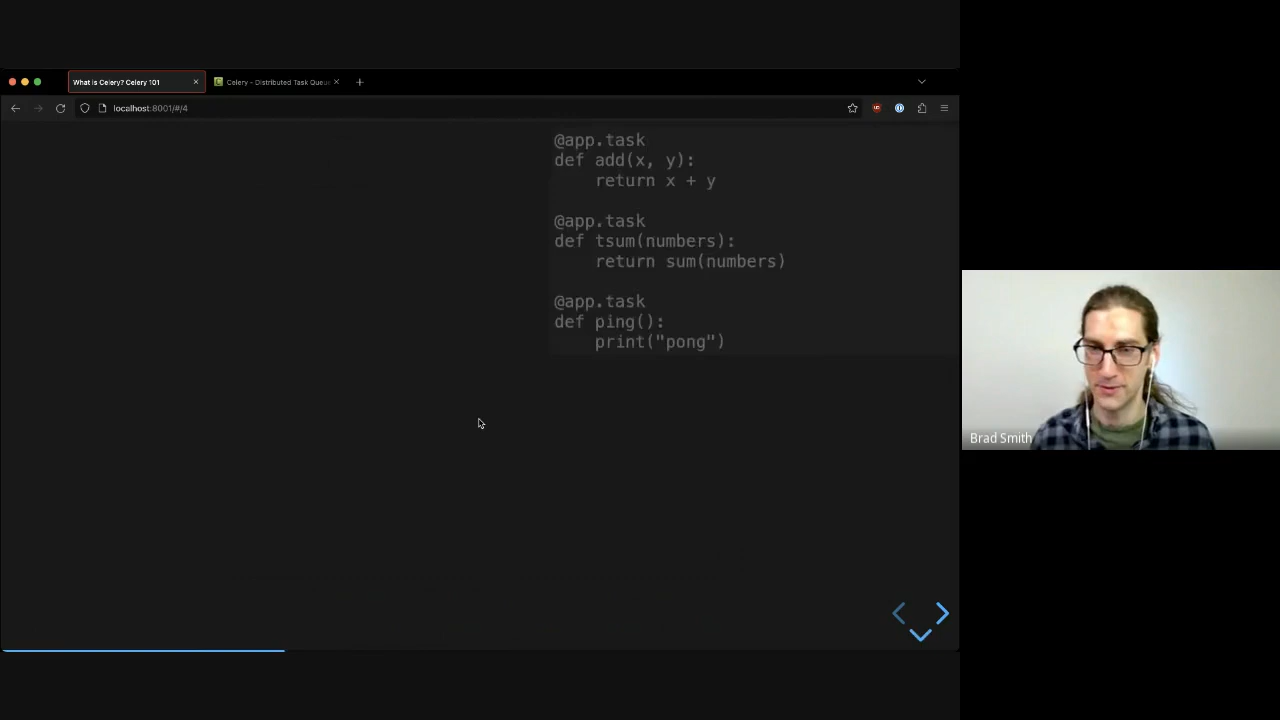 What is Celery? Celery 101
Celery - Distributed Task Queue
localhost:8001/#/4
@app.task
def add(x, y):
    return x + y
@app.task
def tsum(numbers):
    return sum(numbers)
@app.task
def ping():
    print("pong")
Brad Smith